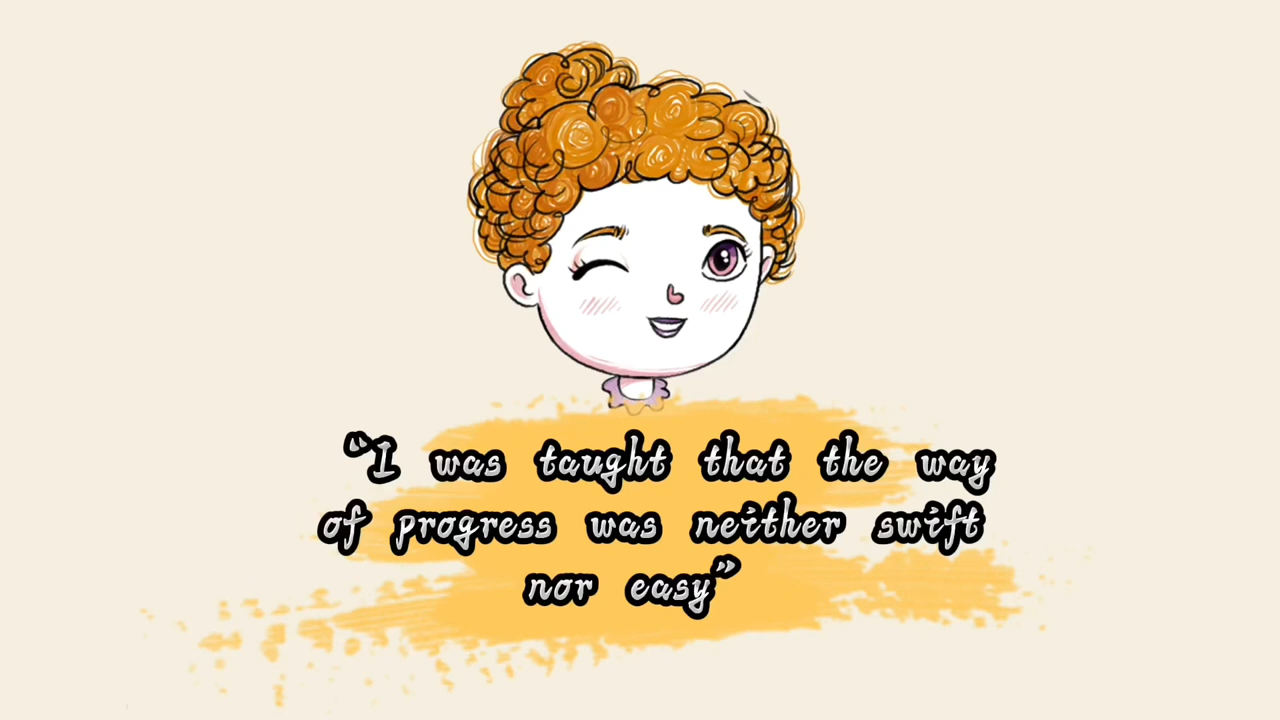 “I was taught that the way
of progress was neither swift
nor easy”